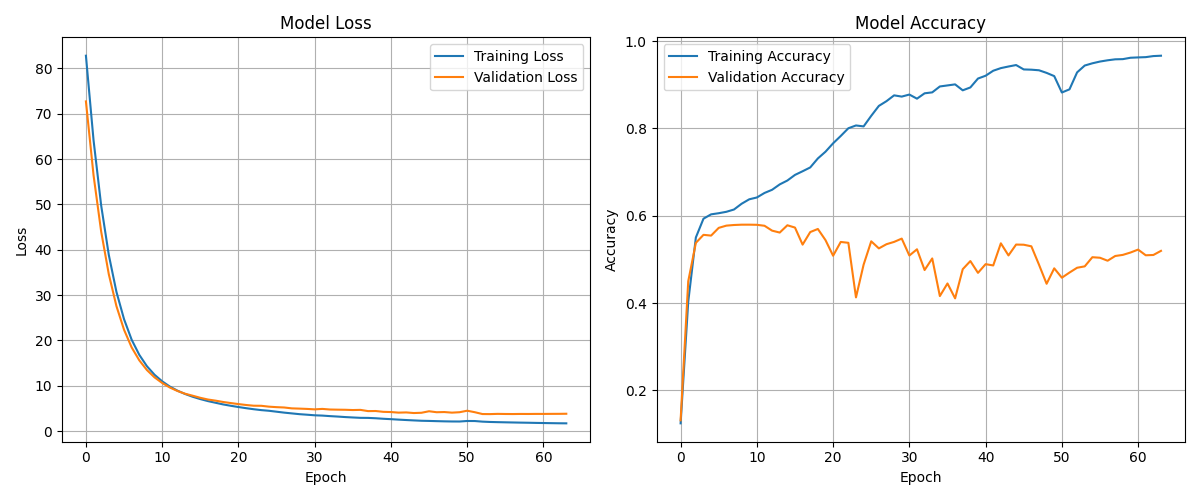 Model Loss
Training Loss
Validation Loss
80
70
60
50
40
30
20
10
0
Loss
0 10 20 30 40 50 60
Epoch
Model Accuracy
Training Accuracy
Validation Accuracy
1.0
0.8
0.6
0.4
0.2
Accuracy
0 10 20 30 40 50 60
Epoch